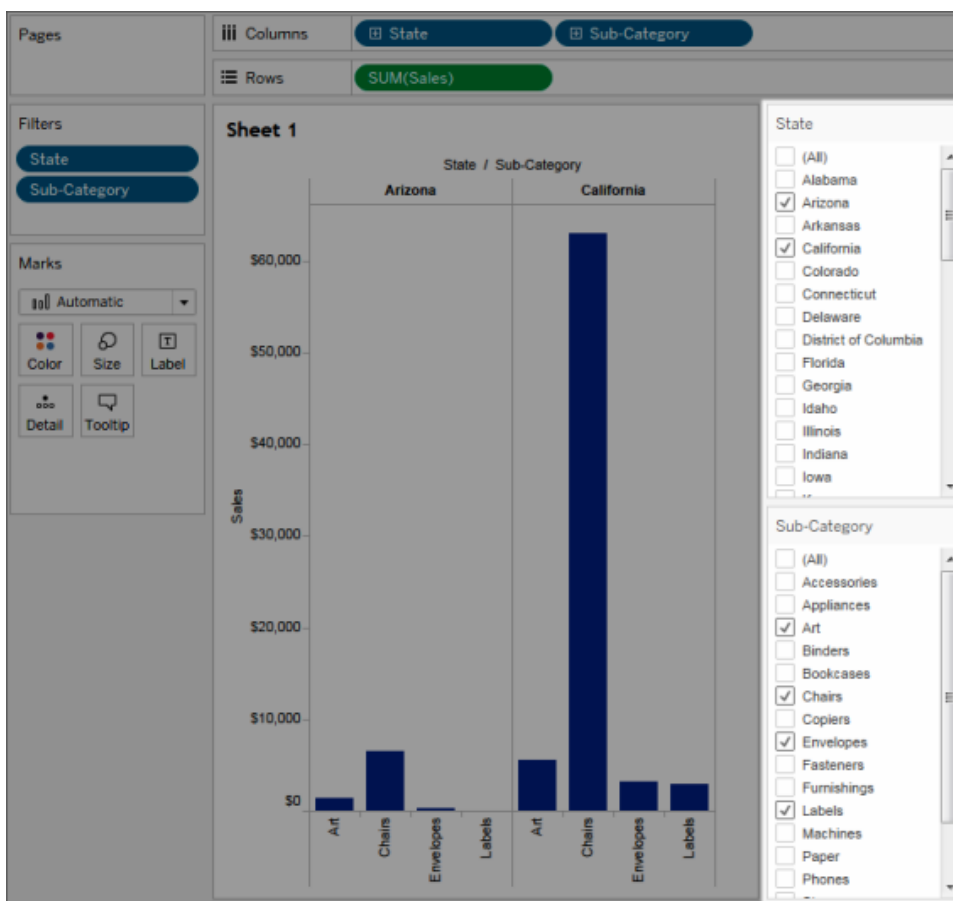 Pages
Columns
State
Sub-Category
Rows
SUM(Sales)
Filters
State
Sub-Category
Marks
Automatic
Color
Size
T
Label
Detail
Tooltip
Sheet 1
State / Sub-Category
Arizona
California
Sales
$60,000
$50,000
$40,000
$30,000
$20,000
$10,000
$0
Art
Chairs
Envelopes
Labels
Art
Chairs
Envelopes
Labels
State
(All)
Alabama
Arizona
Arkansas
California
Colorado
Connecticut
Delaware
District of Columbia
Florida
Georgia
Idaho
Illinois
Indiana
Iowa
Sub-Category
(All)
Accessories
Appliances
Art
Binders
Bookcases
Chairs
Copiers
Envelopes
Fasteners
Furnishings
Labels
Machines
Paper
Phones